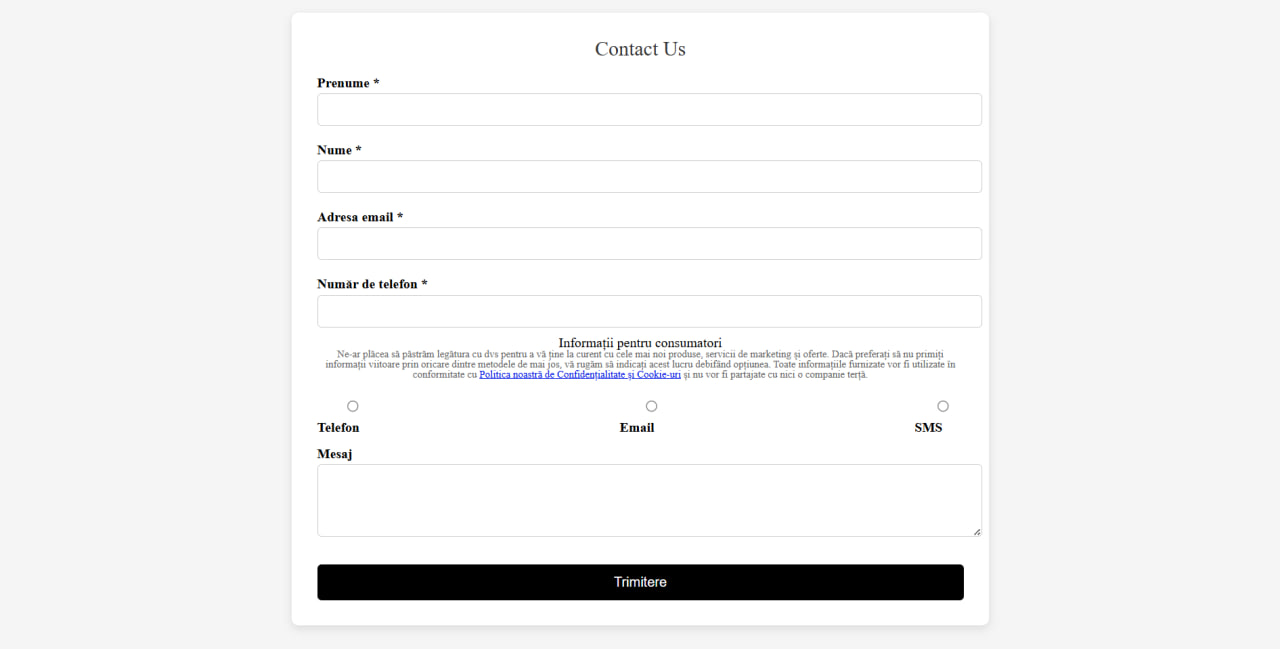 Contact Us
Prenume *
Nume *
Adresa email *
Număr de telefon *
Informații pentru consumatori
Ne-ar plăcea să păstrăm legătura cu dvs pentru a vă ține la curent cu cele mai noi produse, servicii de marketing și oferte. Dacă preferați să nu primiți
informații viitoare prin oricare dintre metodele de mai jos, vă rugăm să indicați acest lucru debifând opțiunea. Toate informațiile furnizate vor fi utilizate în
conformitate cu Politica noastră de Confidențialitate și Cookie-uri și nu vor fi partajate cu nici o companie terță.
Telefon Email SMS
Mesaj
Trimitere